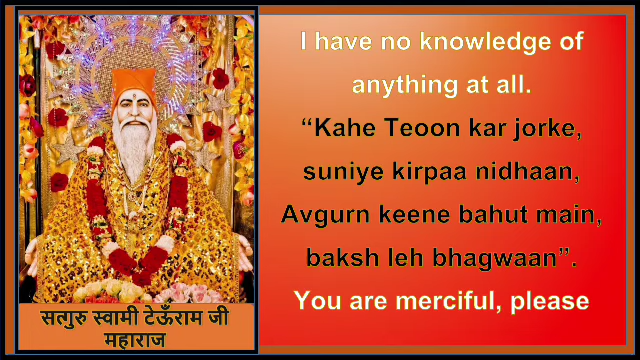 I have no knowledge of
anything at all.
“Kahe Teoon kar jorke,
suniye kirpaa nidhaan,
Avgurn keene bahut main,
baksh leh bhagwaan”.
You are merciful, please
सतगुरु स्वामी टेऊँराम जी
महाराज